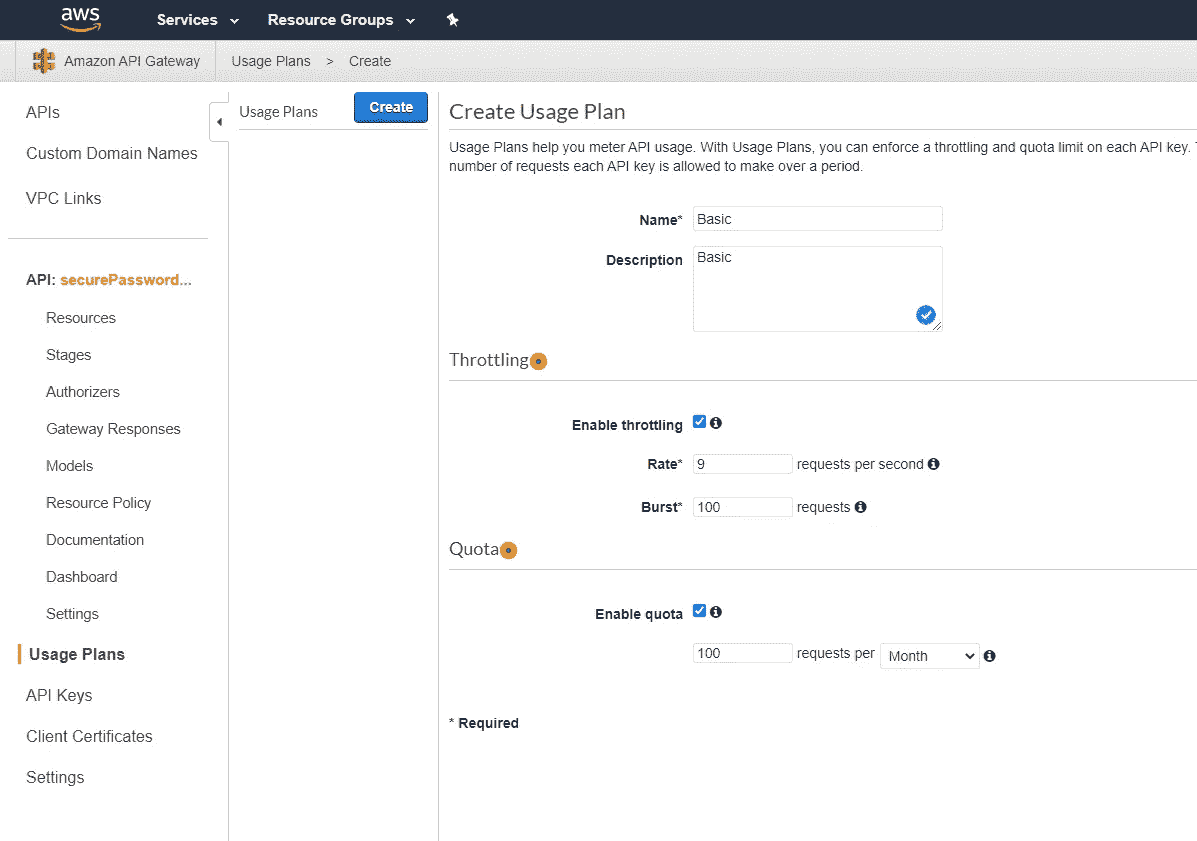 aws Services Resource Groups
Amazon API Gateway Usage Plans > Create
APIs
Custom Domain Names
VPC Links
API: securePassword...
Resources
Stages
Authorizers
Gateway Responses
Models
Resource Policy
Documentation
Dashboard
Settings
Usage Plans
API Keys
Client Certificates
Settings
Usage Plans Create
Create Usage Plan
Usage Plans help you meter API usage. With Usage Plans, you can enforce a throttling and quota limit on each API key.
number of requests each API key is allowed to make over a period.
Name* Basic
Description Basic
Throttling
Enable throttling
Rate* 9 requests per second
Burst* 100 requests
Quota
Enable quota
100 requests per Month
* Required